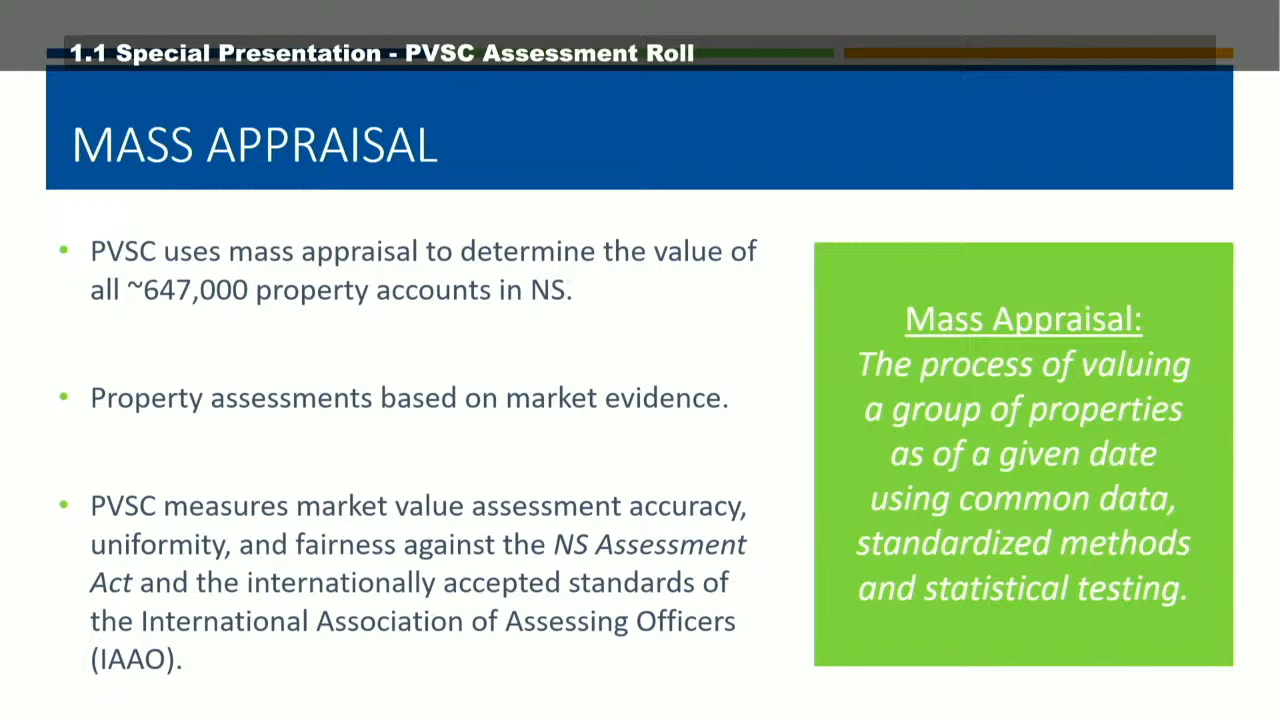 1.1 Special Presentation - PVSC Assessment Roll
MASS APPRAISAL
• PVSC uses mass appraisal to determine the value of
all ~647,000 property accounts in NS.
• Property assessments based on market evidence.
• PVSC measures market value assessment accuracy,
uniformity, and fairness against the NS Assessment
Act and the internationally accepted standards of
the International Association of Assessing Officers
(IAAO).
Mass Appraisal:
The process of valuing
a group of properties
as of a given date
using common data,
standardized methods
and statistical testing.